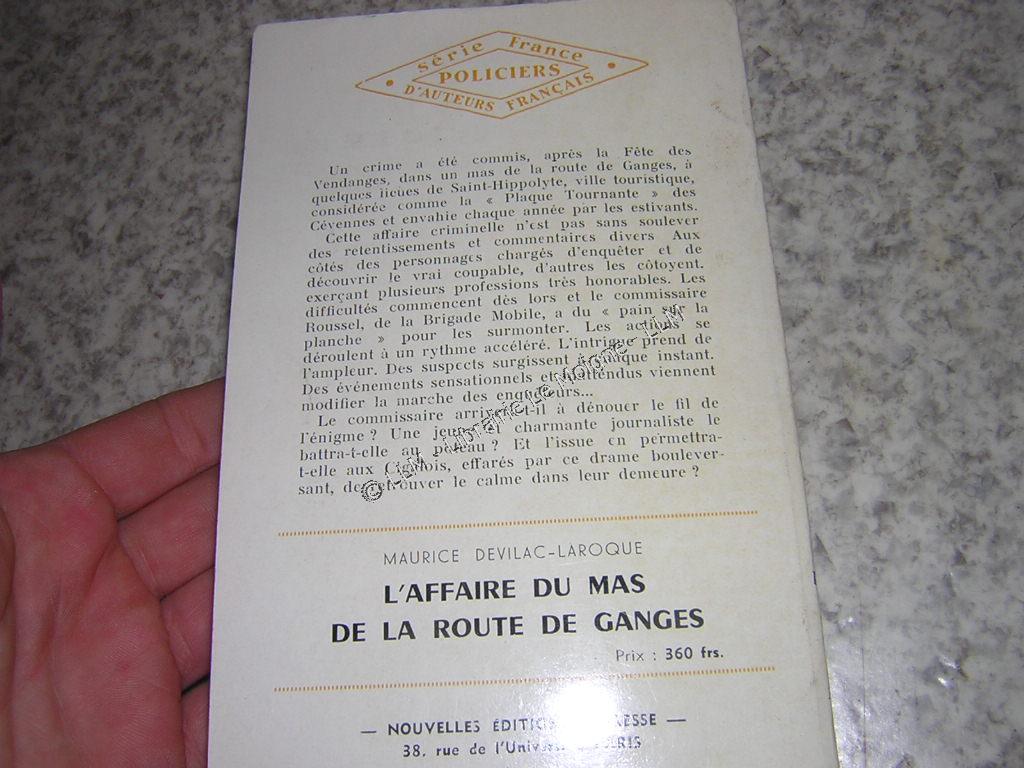 Série France
POLICIERS
D'AUTEURS FRANÇAIS
Un crime a été commis, après la Fête des
Vendanges, dans un mas de la route de Ganges, à
quelques lieues de Saint-Hippolyte, ville touristique,
considérée comme la « Plaque Tournante » des
Cévennes et envahie chaque année par les estivants.
Cette affaire criminelle n'est pas sans soulever
des retentissements et commentaires divers Aux
côtés des personnages chargés d'enquêter et de
découvrir le vrai coupable, d'autres les côtoyent.
exerçant plusieurs professions très honorables. Les
difficultés commencent dès lors et le commissaire
Roussel, de la Brigade Mobile, a du « pain sur la
planche » pour les surmonter. Les actions se
déroulent à un rythme accéléré. L'intrigue prend de
l'ampleur. Des suspects surgissent à chaque instant.
Des événements sensationnels et inattendus viennent
modifier la marche des enquêteurs...
Le commissaire arrivera-t-il à dénouer le fil de
l'énigme ? Une jeune et charmante journaliste le
battra-t-elle au poteau ? Et l'issue en permettra-
t-elle aux Cigalois, effarés par ce drame boulever-
sant, de retrouver le calme dans leur demeure ?
© LLM - Librairie Le Moigne - LLM
MAURICE DEVILAC-LAROQUE
L'AFFAIRE DU MAS
DE LA ROUTE DE GANGES
Prix : 360 frs.
— NOUVELLES ÉDITIONS —
38, rue de l'Université PARIS